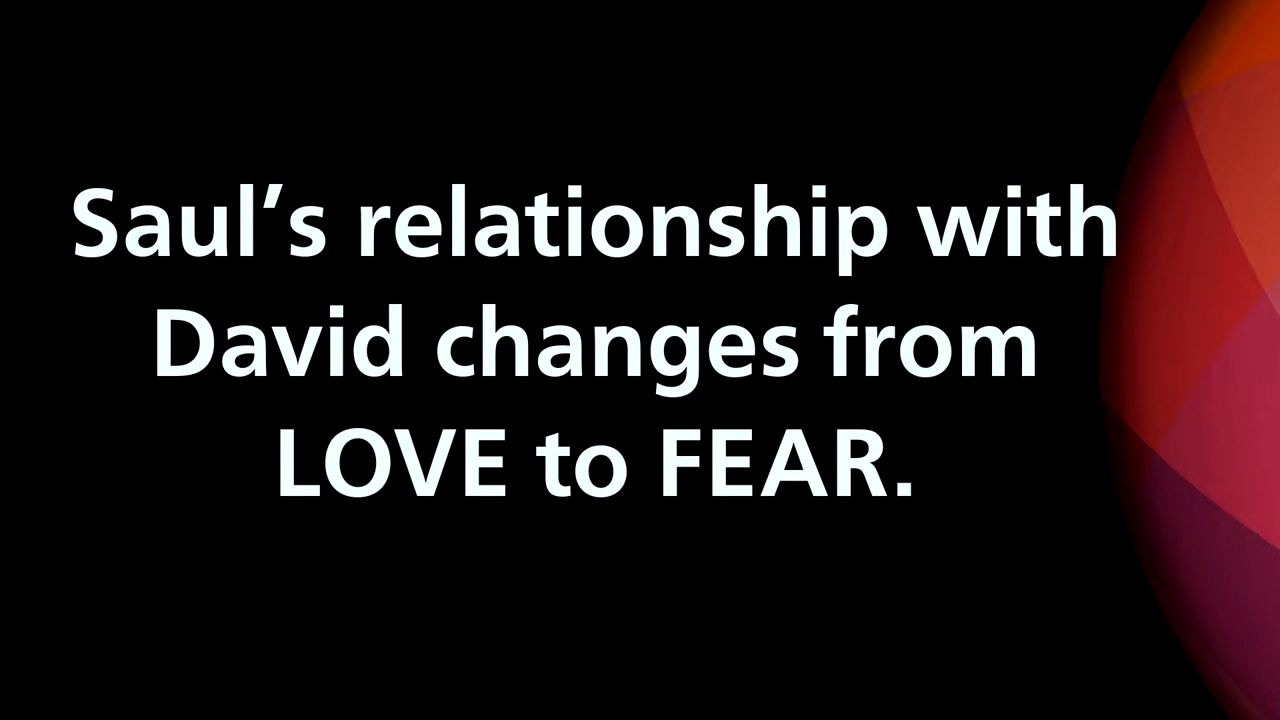 Saul’s relationship with
David changes from
LOVE to FEAR.